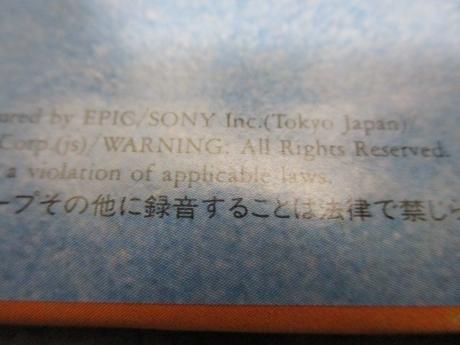 ured by EPIC/SONY Inc.(Tokyo Japan)/
Corp.(js)/WARNING: All Rights Reserved.
a violation of applicable laws.
ープその他に録音することは法律で禁じら